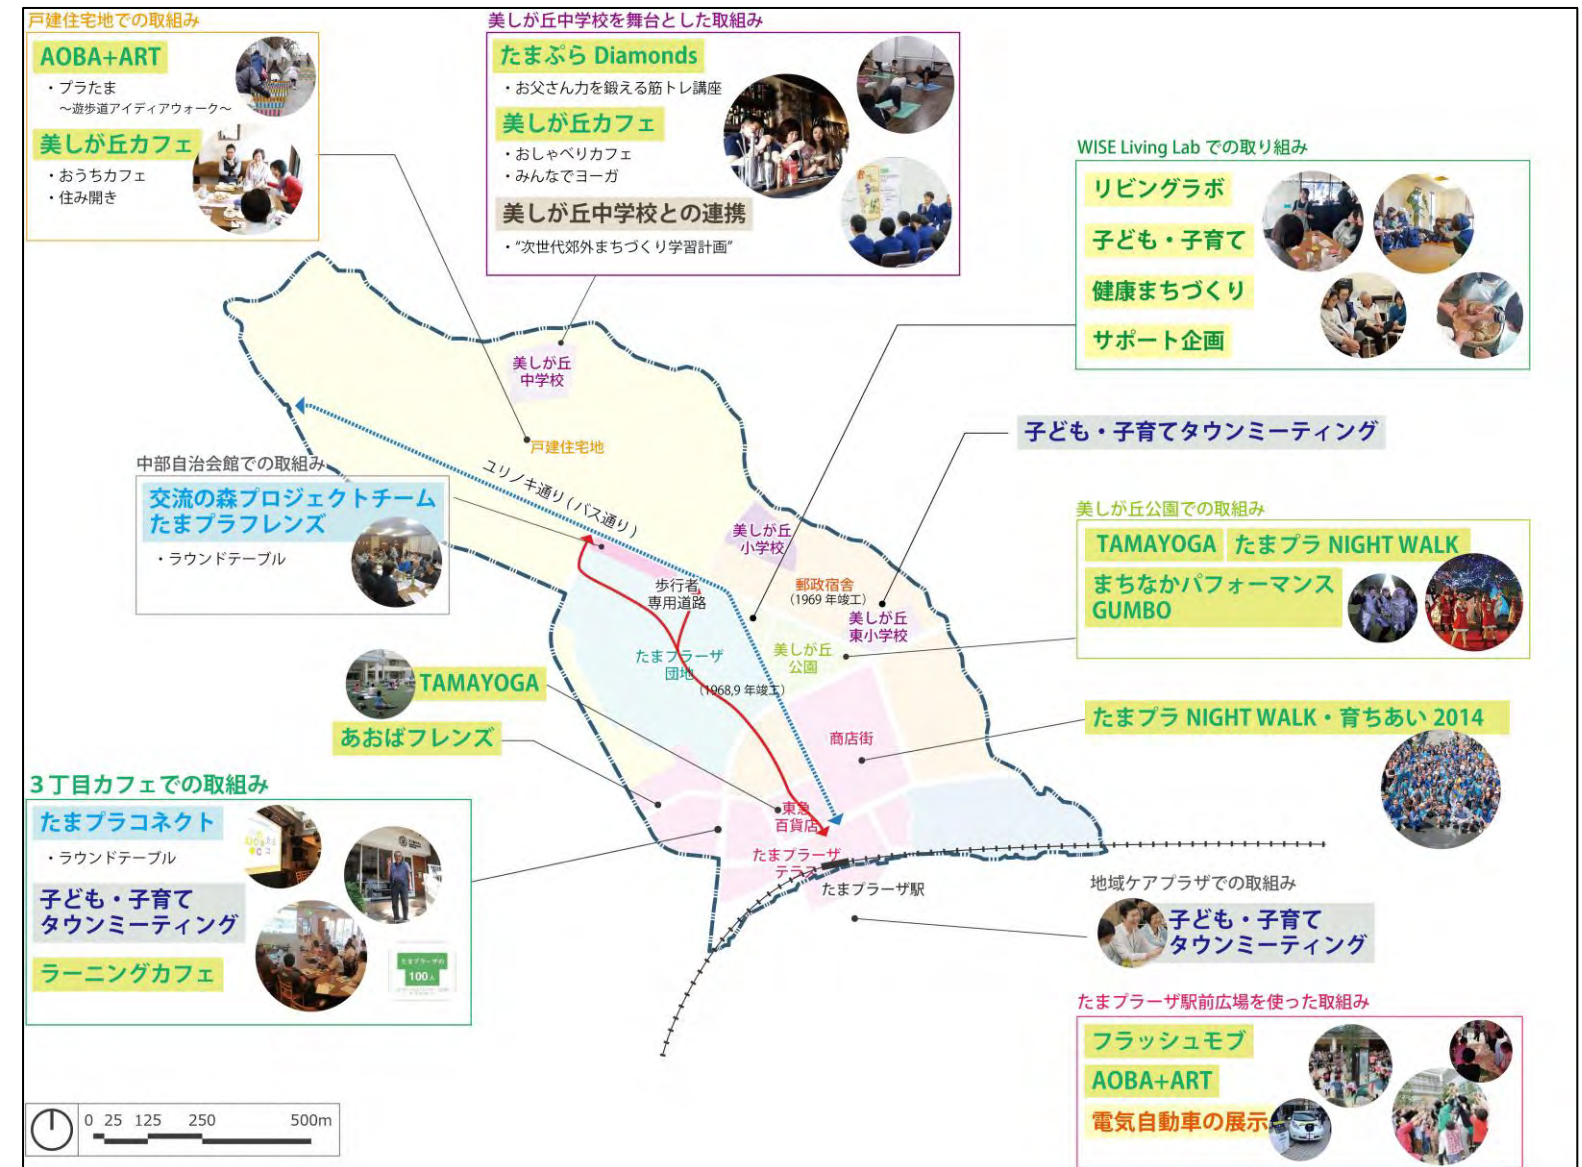 戸建住宅地での取組み
AOBA+ART
・プラたま
～遊歩道アイディアウォーク～
美しが丘カフェ
・おうちカフェ
・住み開き
美しが丘中学校を舞台とした取組み
たまぷら Diamonds
・お父さん力を鍛える筋トレ講座
美しが丘カフェ
・おしゃべりカフェ
・みんなでヨーガ
美しが丘中学校との連携
・“次世代郊外まちづくり学習計画”
WISE Living Lab での取り組み
リビングラボ
子ども・子育て
健康まちづくり
サポート企画
子ども・子育てタウンミーティング
美しが丘公園での取組み
TAMAYOGA
たまプラ NIGHT WALK
まちなかパフォーマンス
GUMBO
たまプラ NIGHT WALK・育ちあい 2014
地域ケアプラザでの取組み
子ども・子育て
タウンミーティング
たまプラーザ駅前広場を使った取組み
フラッシュモブ
AOBA+ART
電気自動車の展示
中部自治会館での取組み
交流の森プロジェクトチーム
たまプラフレンズ
・ラウンドテーブル
TAMAYOGA
あおばフレンズ
３丁目カフェでの取組み
たまプラコネクト
・ラウンドテーブル
子ども・子育て
タウンミーティング
ラーニングカフェ
たまプラーザの
100人
美しが丘
中学校
戸建住宅地
ユリノキ通り ( バス通り )
美しが丘
小学校
歩行者
専用道路
郵政宿舎
（1969 年竣工）
美しが丘
東小学校
美しが丘
公園
たまプラーザ
団地
（1968,9 年竣工）
商店街
東急
百貨店
たまプラーザ
テラス
たまプラーザ駅
0 25 125 250 500m